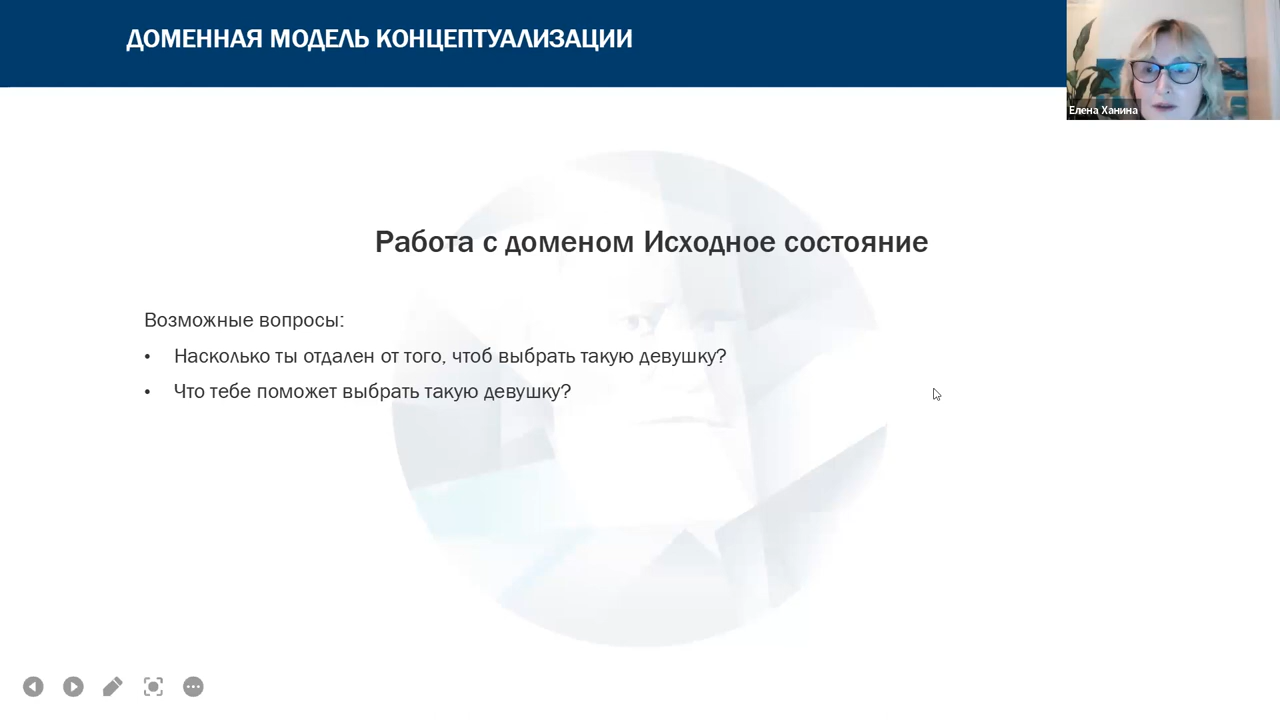 ДОМЕННАЯ МОДЕЛЬ КОНЦЕПТУАЛИЗАЦИИ
Елена Ханина
Работа с доменом Исходное состояние
Возможные вопросы:
• Насколько ты отдален от того, чтоб выбрать такую девушку?
• Что тебе поможет выбрать такую девушку?